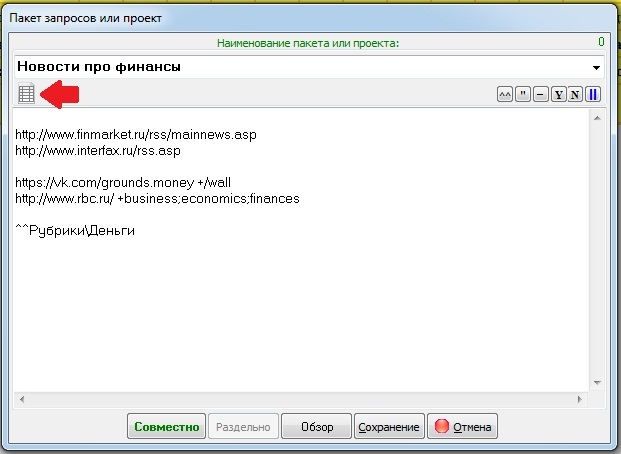 Пакет запросов или проект
Наименование пакета или проекта: 0
Новости про финансы
^^ " – Y N ||
http://www.finmarket.ru/rss/mainnews.asp
http://www.interfax.ru/rss.asp
https://vk.com/grounds.money +/wall
http://www.rbc.ru/ +business;economics;finances
^^Рубрики\Деньги
Совместно Раздельно Обзор Сохранение Отмена